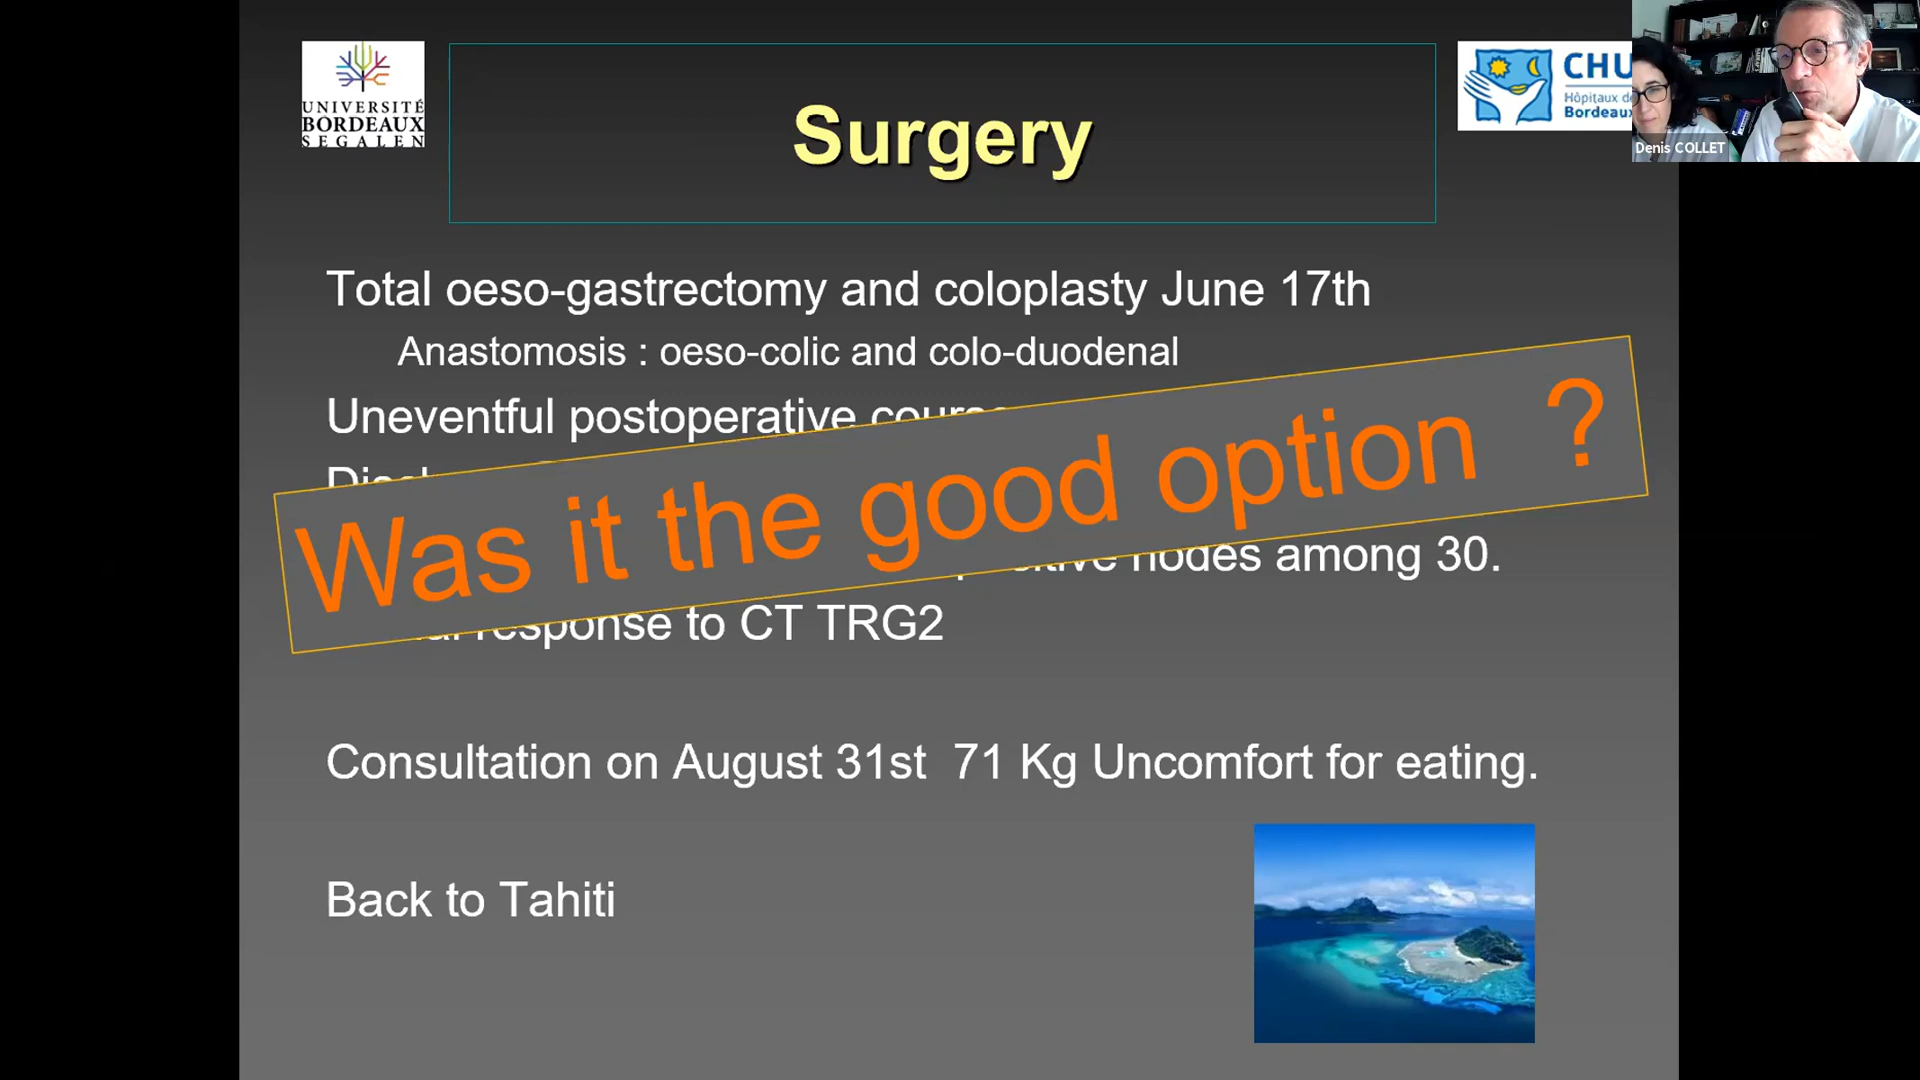 UNIVERSITÉ
BORDEAUX
SEGALEN
Surgery
CHU
Hôpitaux de
Bordeaux
Denis COLLET
Total oeso-gastrectomy and coloplasty June 17th
Anastomosis : oeso-colic and colo-duodenal
Uneventful postoperative course
Was it the good option ?
nodes among 30.
response to CT TRG2
Consultation on August 31st 71 Kg Uncomfort for eating.
Back to Tahiti